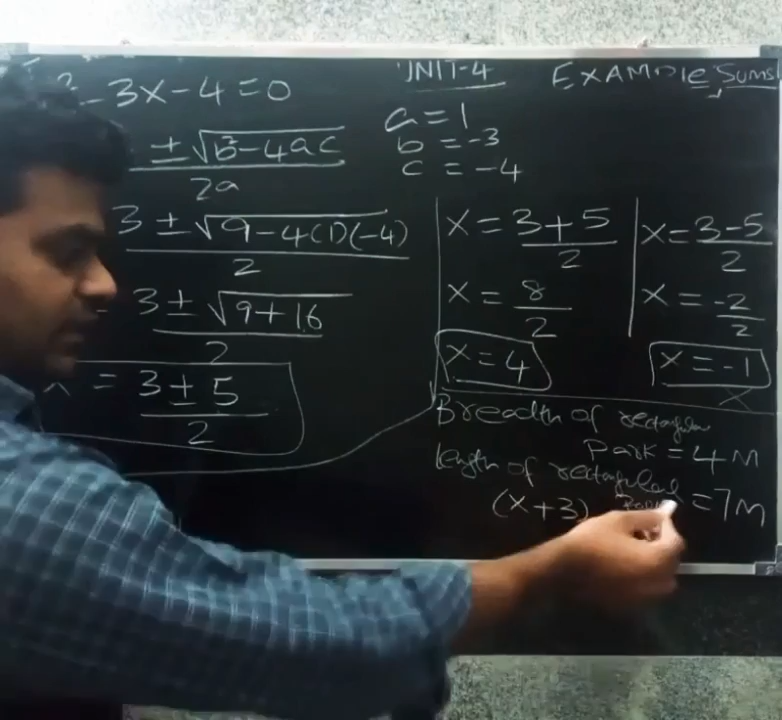 UNIT-4 EXAMPLE SUMS
² - 3x - 4 = 0
a = 1
b = -3
c = -4
± √b²-4ac
2a
3 ± √9-4(1)(-4)
2
= 3 ± √9+16
2
x = 3 ± 5
2
x = 3+5
2
x = 8
2
x = 4
x = 3-5
2
x = -2
2
x = -1
x
Breadth of rectangular
Park = 4M
length of rectangular
(x+3) = 7M